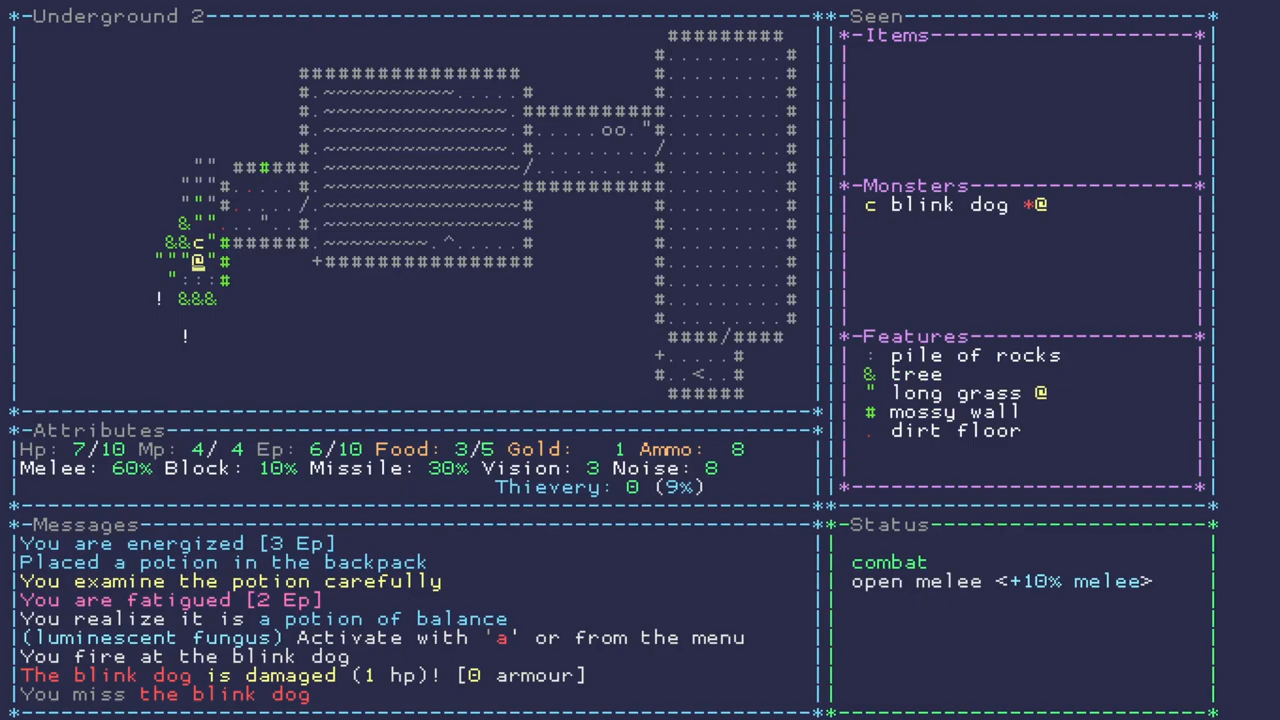 Underground 2
Seen
Items
Monsters
c blink dog *@
Features
: pile of rocks
& tree
" long grass @
# mossy wall
. dirt floor
Attributes
Hp: 7/10 Mp: 4/ 4 Ep: 6/10 Food: 3/5 Gold: 1 Ammo: 8
Melee: 60% Block: 10% Missile: 30% Vision: 3 Noise: 8
Thievery: 0 (9%)
Messages
You are energized [3 Ep]
Placed a potion in the backpack
You examine the potion carefully
You are fatigued [2 Ep]
You realize it is a potion of balance
(luminescent fungus) Activate with 'a' or from the menu
You fire at the blink dog
The blink dog is damaged (1 hp)! [0 armour]
You miss the blink dog
Status
combat
open melee <+10% melee>